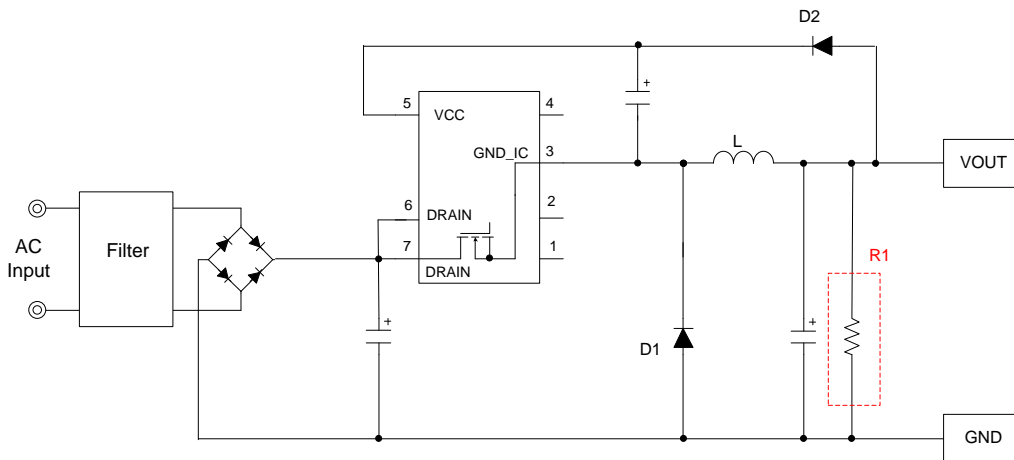 D2
+
5
VCC
4
GND_IC
3
L
VOUT
6
DRAIN
2
7
DRAIN
1
AC
Input
Filter
R1
+
D1
+
GND